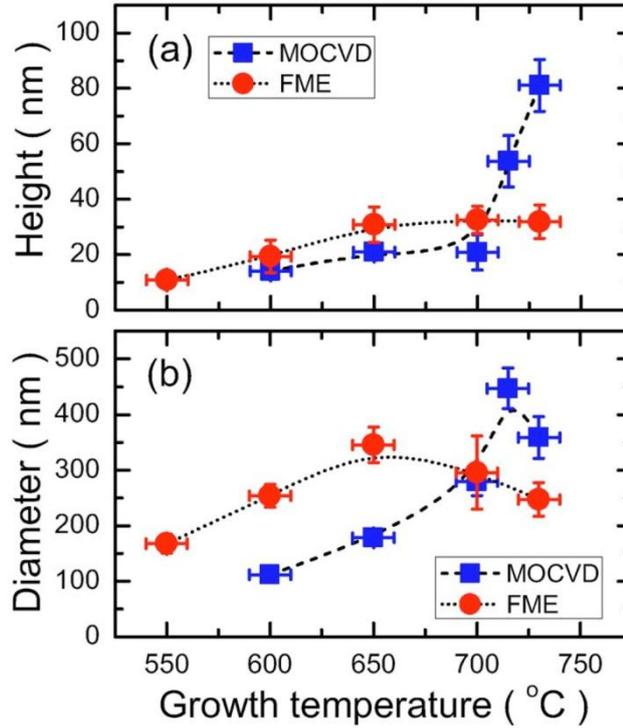 100
(a)
MOCVD
FME
80
60
40
20
0
Height ( nm )
500
(b)
400
300
200
100
0
MOCVD
FME
Diameter ( nm )
550 600 650 700 750
Growth temperature ( °C )